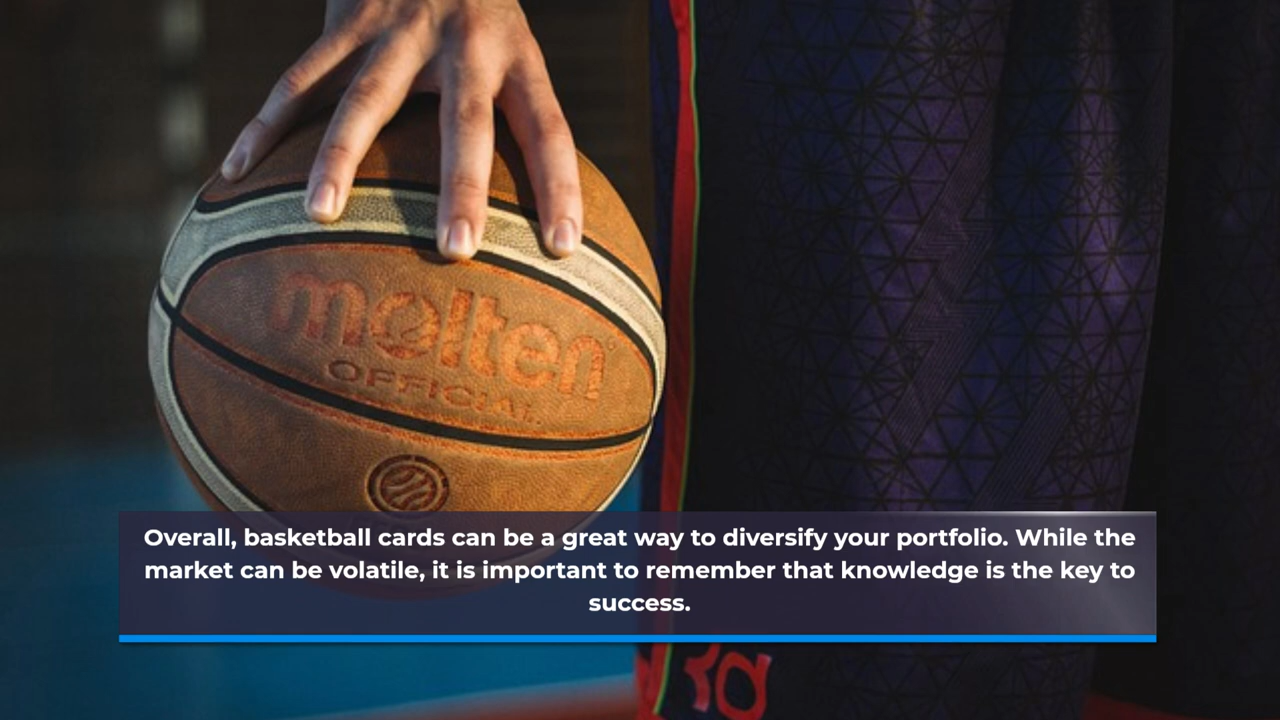 molten
OFFICIAL
Overall, basketball cards can be a great way to diversify your portfolio. While the
market can be volatile, it is important to remember that knowledge is the key to
success.